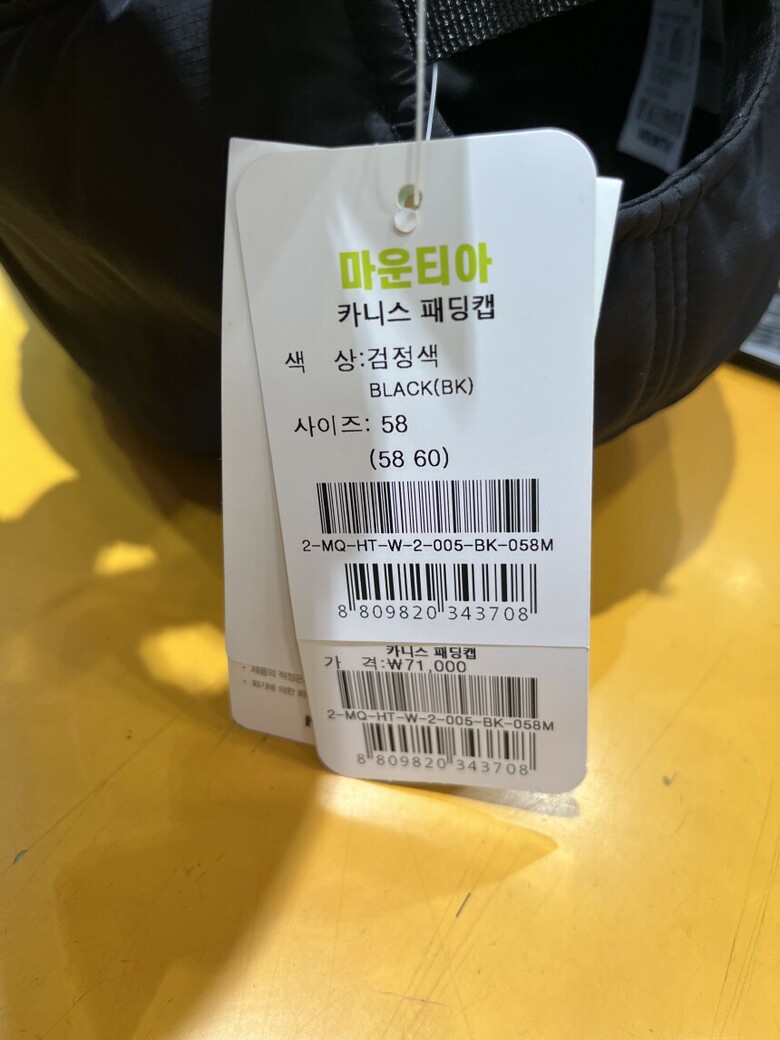 마운티아
카니스 패딩캡
색 상:검정색
BLACK(BK)
사이즈: 58
(58 60)
2-MQ-HT-W-2-005-BK-058M
8 809820 343708
카니스 패딩캡
가 격:₩71,000
2-MQ-HT-W-2-005-BK-058M
8 809820 343708